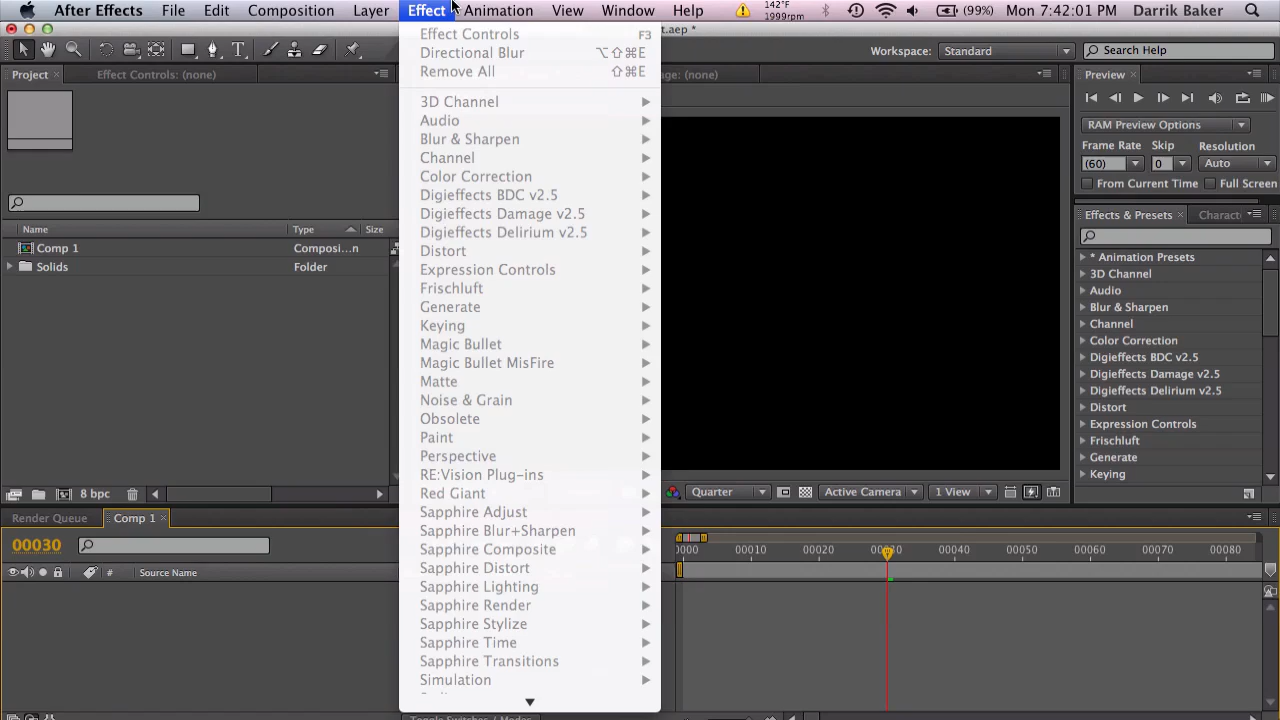 After Effects File Edit Composition Layer Effect Animation View Window Help 142°F 1999rpm (99%) 7:42:01 PM Detrik Baker
.aep *
Workspace: Standard Search Help
Project Effect Controls: (none) (none) Preview
RAM Preview Options
Frame Rate Skip Resolution
(60) 0 Auto
From Current Time Full Screen
Effects & Presets
* Animation Presets
3D Channel
Audio
Blur & Sharpen
Channel
Color Correction
Digieffects BDC v2.5
Digieffects Damage v2.5
Digieffects Delirium v2.5
Distort
Expression Controls
Frischluft
Generate
Keying
Name Type Size
Comp 1 Composi...n
Solids Folder
8 bpc
Effect Controls F3
Directional Blur ⌥⇧⌘E
Remove All ⇧⌘E
3D Channel
Audio
Blur & Sharpen
Channel
Color Correction
Digieffects BDC v2.5
Digieffects Damage v2.5
Digieffects Delirium v2.5
Distort
Expression Controls
Frischluft
Generate
Keying
Magic Bullet
Magic Bullet MisFire
Matte
Noise & Grain
Obsolete
Paint
Perspective
RE:Vision Plug-ins
Red Giant
Sapphire Adjust
Sapphire Blur+Sharpen
Sapphire Composite
Sapphire Distort
Sapphire Lighting
Sapphire Render
Sapphire Stylize
Sapphire Time
Sapphire Transitions
Simulation
Quarter Active Camera 1 View
Render Queue Comp 1
00030
# Source Name
0000 00010 00020 00030 00040 00050 00060 00070 00080